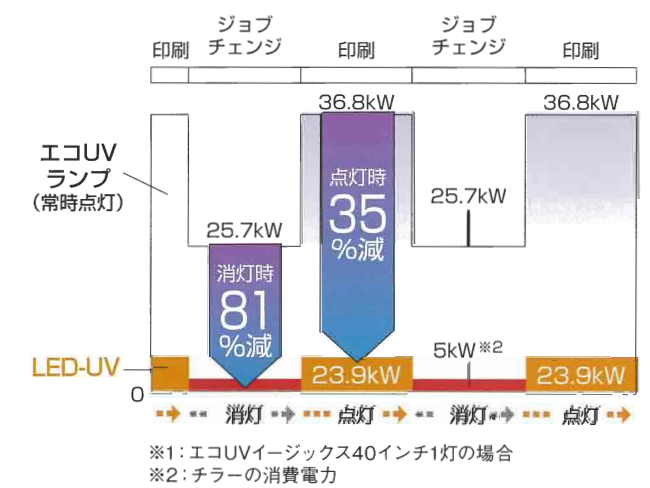 ジョブ
チェンジ
ジョブ
チェンジ
印刷
印刷
印刷
36.8kW
36.8kW
エコUV
ランプ
(常時点灯)
点灯時
35
%減
25.7kW
25.7kW
消灯時
81
%減
5kW※2
LED-UV
23.9kW
23.9kW
0
消灯
点灯
消灯
点灯
※1：エコUVイージックス40インチ1灯の場合
※2：チラーの消費電力